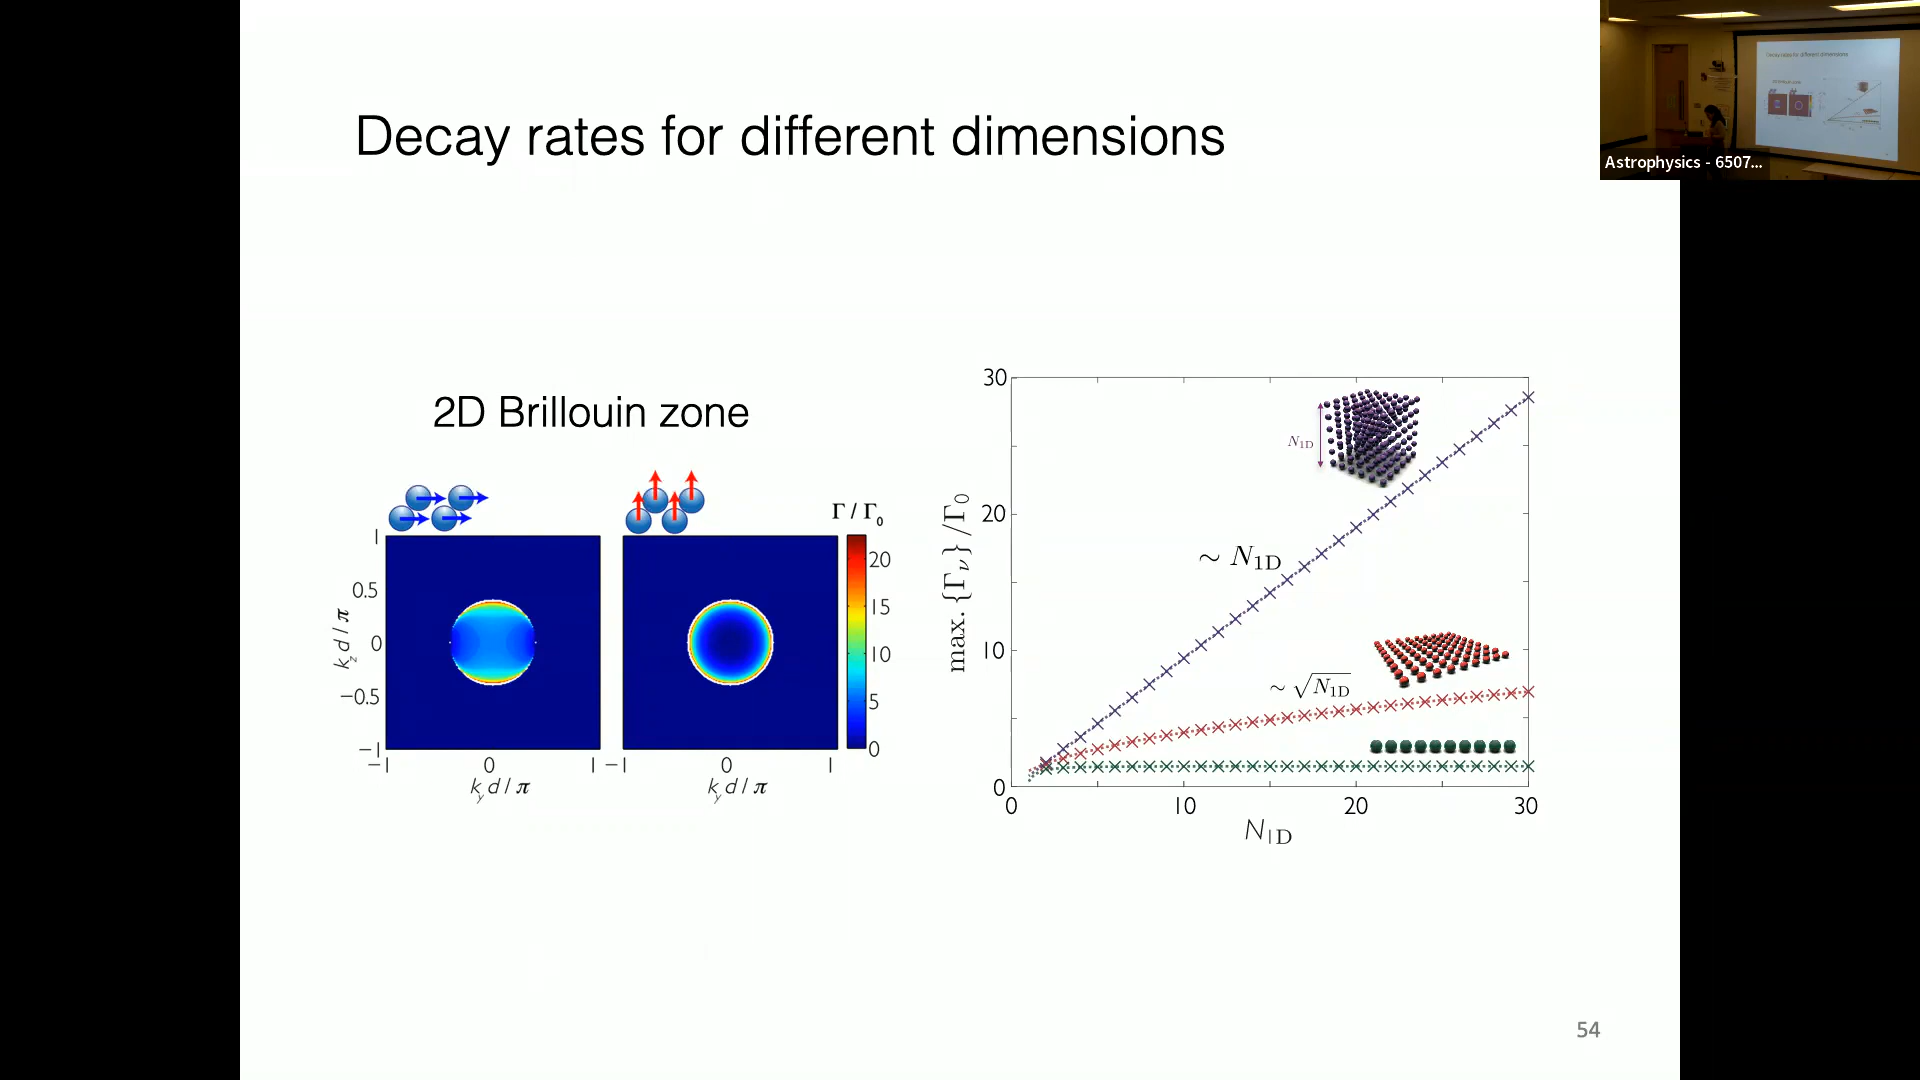 Decay rates for different dimensions
Astrophysics - 6507...
2D Brillouin zone
Γ / Γ₀
1
0.5
0
−0.5
−1
k_z d / π
−1
0
1
k_y d / π
−1
0
1
k_y d / π
20
15
10
5
0
30
20
10
0
max.{Γ_ν}/Γ₀
N_1D
∼ N_1D
∼ √N_1D
0
10
20
30
N_1D
54